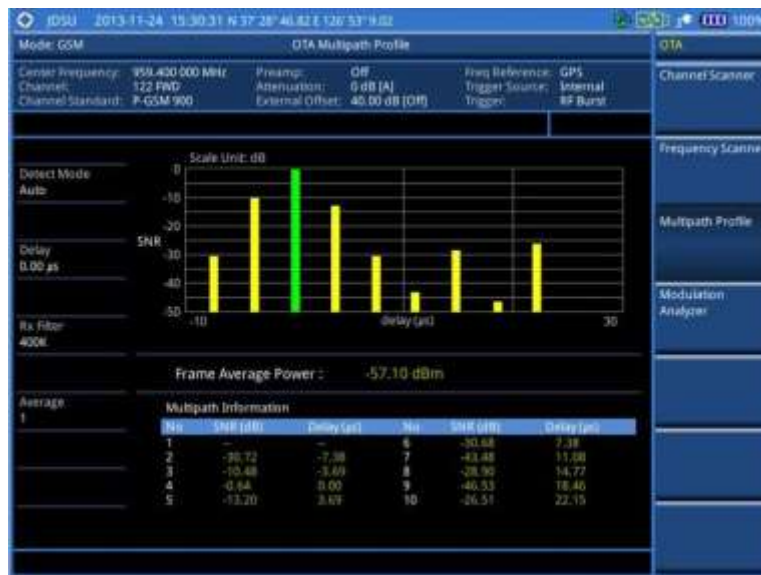 JDSU 2013-11-24 15:30:31 N 37° 28' 46.82 E 126° 53' 9.02 100%
Mode: GSM OTA Multipath Profile OTA
Center Frequency: 959.400 000 MHz Preamp: Off Freq Reference: GPS
Channel: 122 FWD Attenuation: 0 dB [A] Trigger Source: Internal
Channel Standard: P-GSM 900 External Offset: 40.00 dB [Off] Trigger: RF Burst
Channel Scanner
Frequency Scanne
Multipath Profile
Modulation
Analyzer
Detect Mode
Auto
Delay
0.00 µs
Rx Filter
400K
Average
1
Scale Unit: dB
0
-10
-20
SNR
-30
-40
-50
-10 delay (µs) 30
Frame Average Power : -57.10 dBm
Multipath Information
No SNR (dB) Delay (µs) No SNR (dB) Delay (µs)
1 -- -- 6 -30.68 7.38
2 -30.72 -7.38 7 -43.48 11.08
3 -10.48 -3.69 8 -28.90 14.77
4 -0.64 0.00 9 -46.53 18.46
5 -13.20 3.69 10 -26.51 22.15